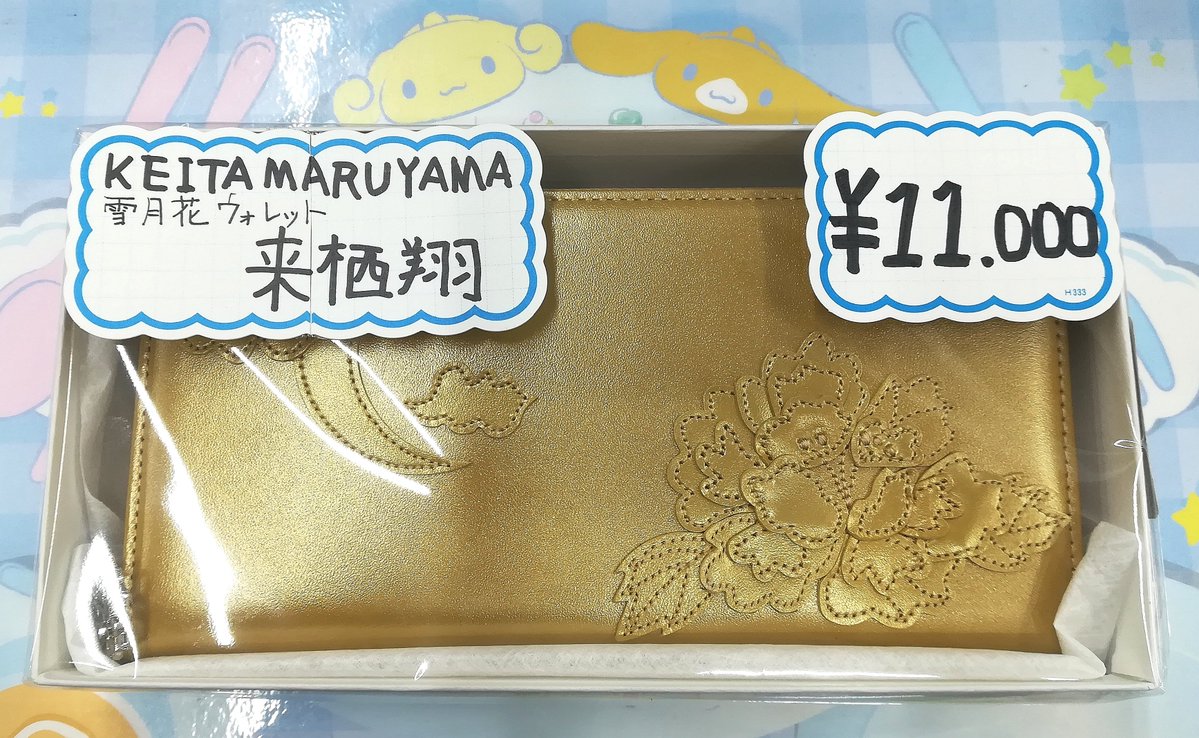 KEITA MARUYAMA
雪月花 ウォレット
来栖翔
¥11.000
H333